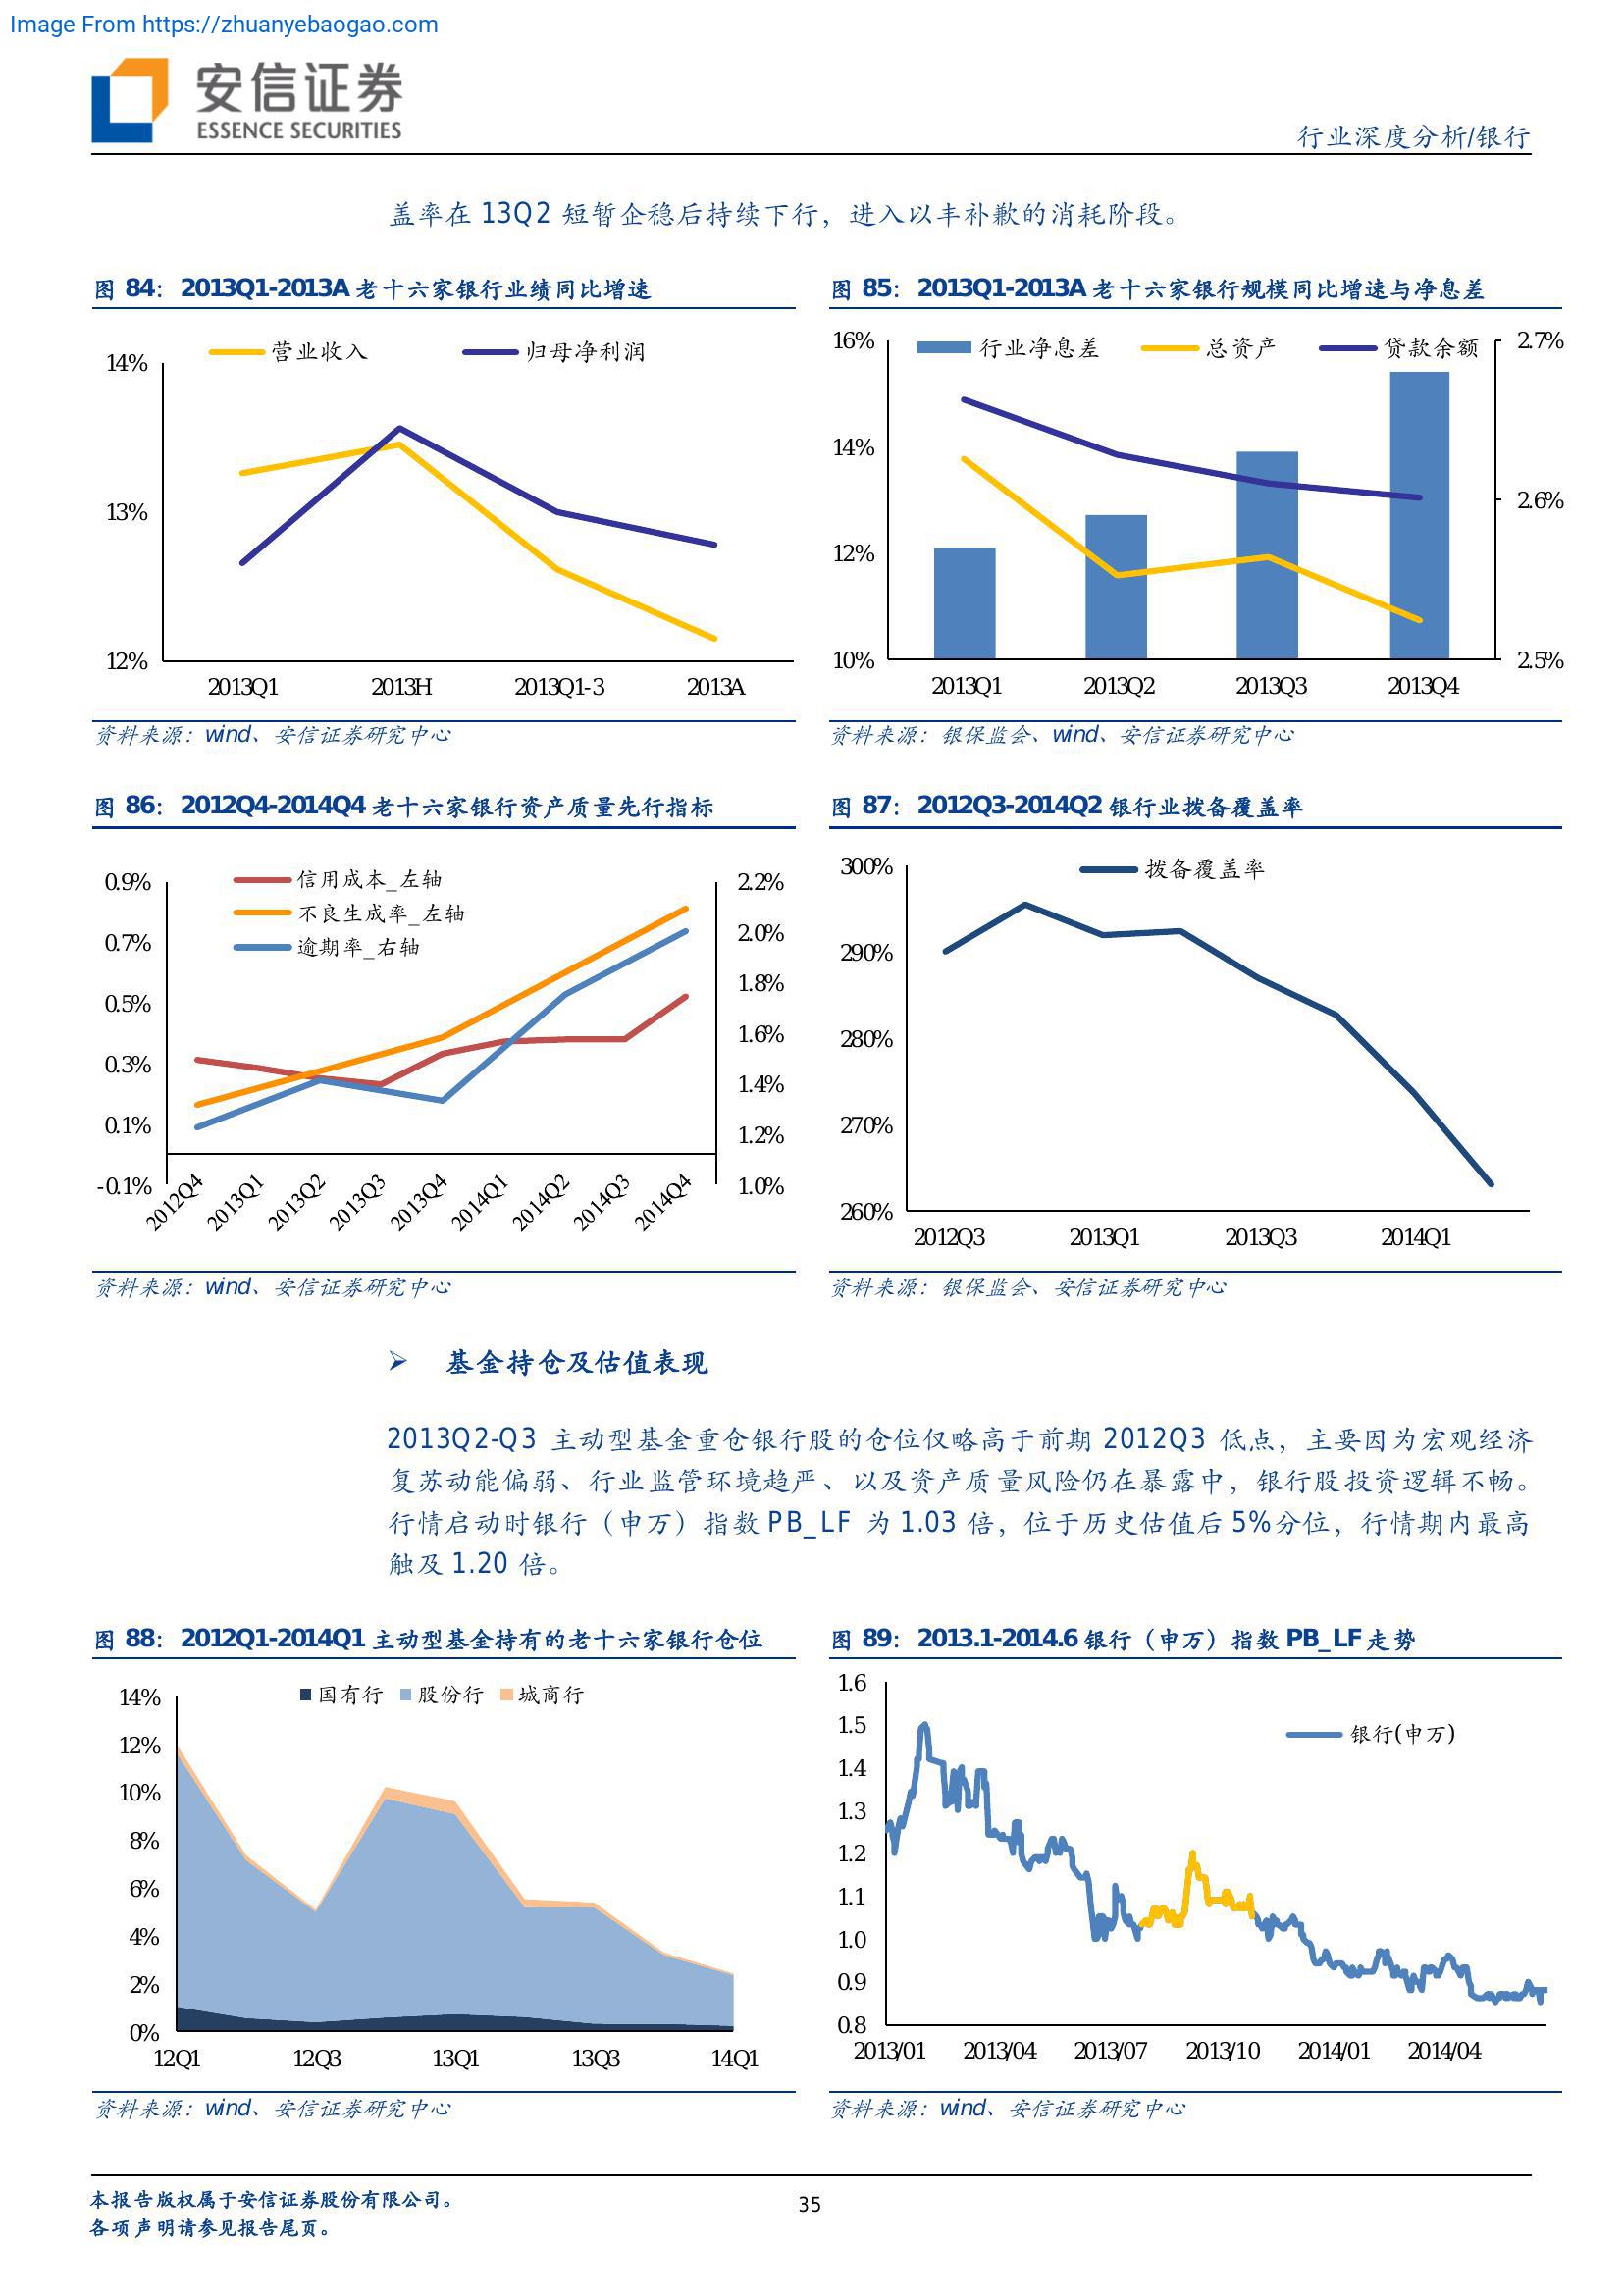 Image From https://zhuanyebaogao.com
安信证券
ESSENCE SECURITIES
行业深度分析/银行
盖率在 13Q2 短暂企稳后持续下行，进入以丰补歉的消耗阶段。
图 84： 2013Q1-2013A 老十六家银行业绩同比增速
营业收入 归母净利润
14%
13%
12%
2013Q1 2013H 2013Q1-3 2013A
资料来源：wind、安信证券研究中心
图 85： 2013Q1-2013A 老十六家银行规模同比增速与净息差
行业净息差 总资产 贷款余额
16% 2.7%
14%
2.6%
12%
10% 2.5%
2013Q1 2013Q2 2013Q3 2013Q4
资料来源：银保监会、wind、安信证券研究中心
图 86： 2012Q4-2014Q4 老十六家银行资产质量先行指标
信用成本_左轴
不良生成率_左轴
逾期率_右轴
0.9% 2.2%
2.0%
0.7%
1.8%
0.5%
1.6%
0.3%
1.4%
0.1% 1.2%
-0.1% 1.0%
2012Q4 2013Q1 2013Q2 2013Q3 2013Q4 2014Q1 2014Q2 2014Q3 2014Q4
资料来源：wind、安信证券研究中心
图 87： 2012Q3-2014Q2 银行业拨备覆盖率
拨备覆盖率
300%
290%
280%
270%
260%
2012Q3 2013Q1 2013Q3 2014Q1
资料来源：银保监会、安信证券研究中心
➢ 基金持仓及估值表现
2013Q2-Q3 主动型基金重仓银行股的仓位仅略高于前期 2012Q3 低点，主要因为宏观经济
复苏动能偏弱、行业监管环境趋严、以及资产质量风险仍在暴露中，银行股投资逻辑不畅。
行情启动时银行（申万）指数 PB_LF 为 1.03 倍，位于历史估值后 5%分位，行情期内最高
触及 1.20 倍。
图 88： 2012Q1-2014Q1 主动型基金持有的老十六家银行仓位
国有行 股份行 城商行
14%
12%
10%
8%
6%
4%
2%
0%
12Q1 12Q3 13Q1 13Q3 14Q1
资料来源：wind、安信证券研究中心
图 89： 2013.1-2014.6 银行（申万）指数 PB_LF 走势
银行(申万)
1.6
1.5
1.4
1.3
1.2
1.1
1.0
0.9
0.8
2013/01 2013/04 2013/07 2013/10 2014/01 2014/04
资料来源：wind、安信证券研究中心
本报告版权属于安信证券股份有限公司。
各项声明请参见报告尾页。
35